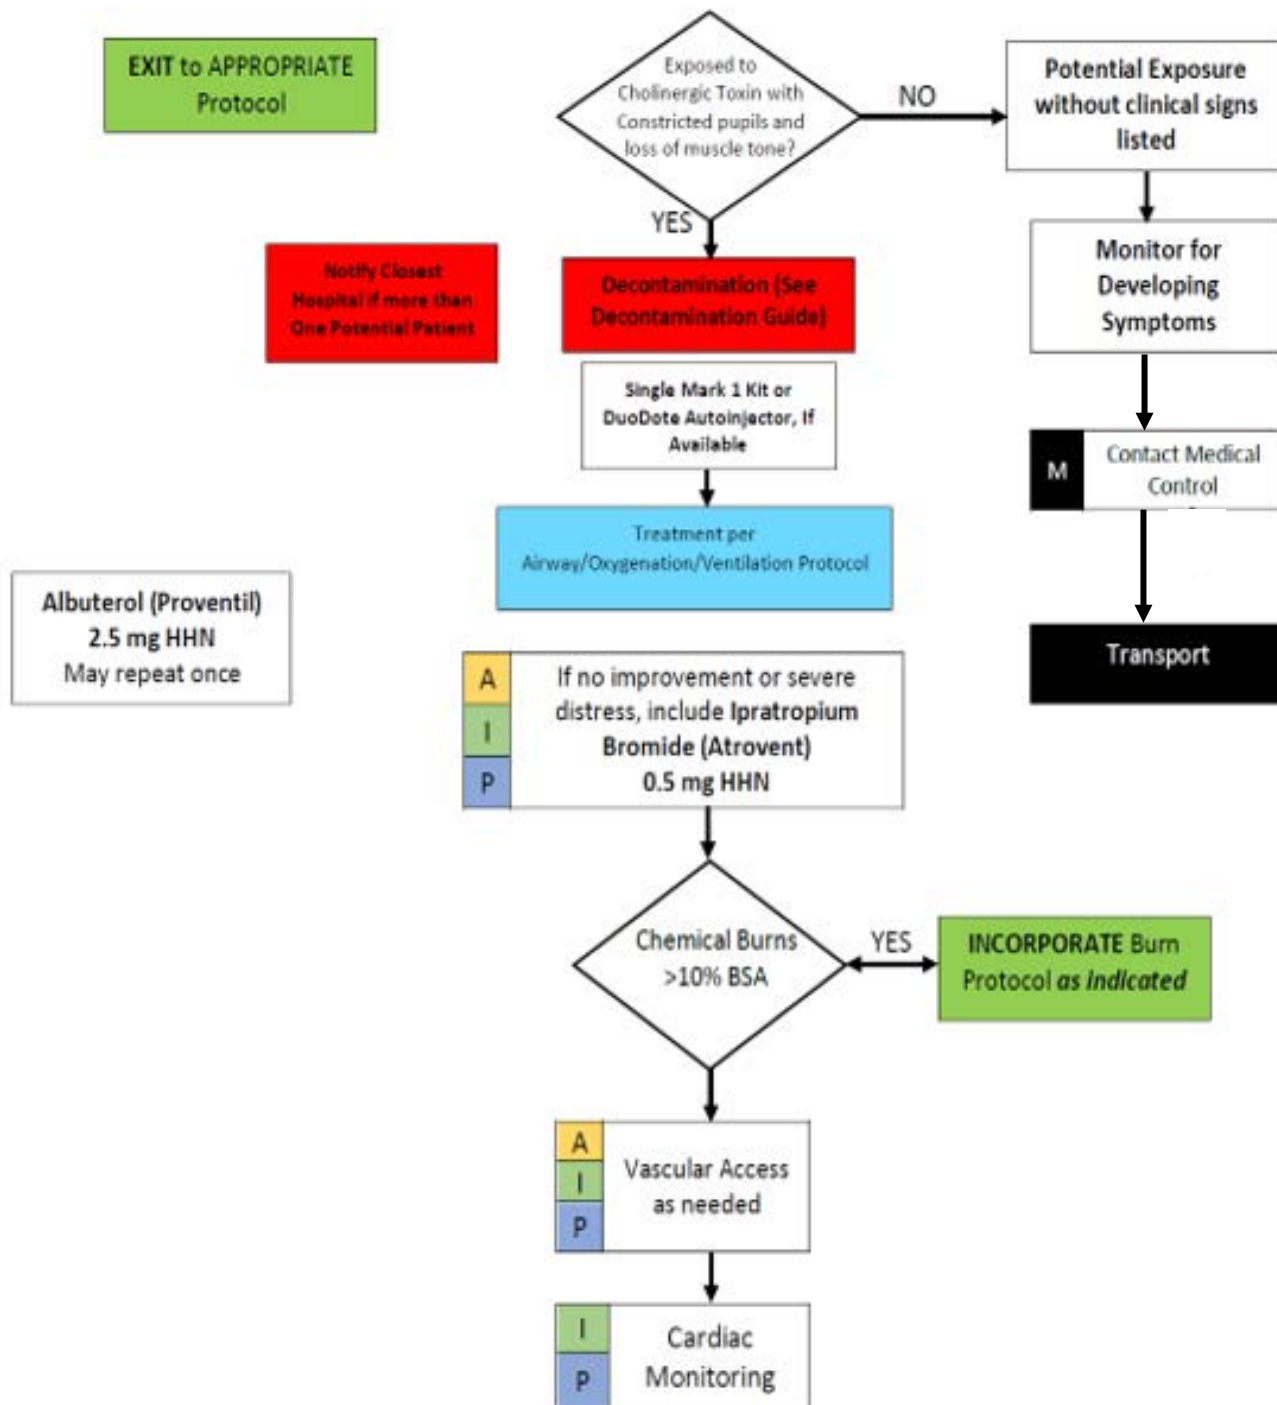 EXIT to APPROPRIATE
Protocol
Exposed to
Cholinergic Toxin with
Constricted pupils and
loss of muscle tone?
NO
Potential Exposure
without clinical signs
listed
YES
Notify Closest
Hospital if more than
One Potential Patient
Decontamination (See
Decontamination Guide)
Monitor for
Developing
Symptoms
Single Mark 1 Kit or
DuoDote Autoinjector, If
Available
M
Contact Medical
Control
Treatment per
Airway/Oxygenation/Ventilation Protocol
Albuterol (Proventil)
2.5 mg HHN
May repeat once
Transport
A
I
P
If no improvement or severe
distress, include Ipratropium
Bromide (Atrovent)
0.5 mg HHN
Chemical Burns
>10% BSA
YES
INCORPORATE Burn
Protocol as indicated
A
I
P
Vascular Access
as needed
I
P
Cardiac
Monitoring